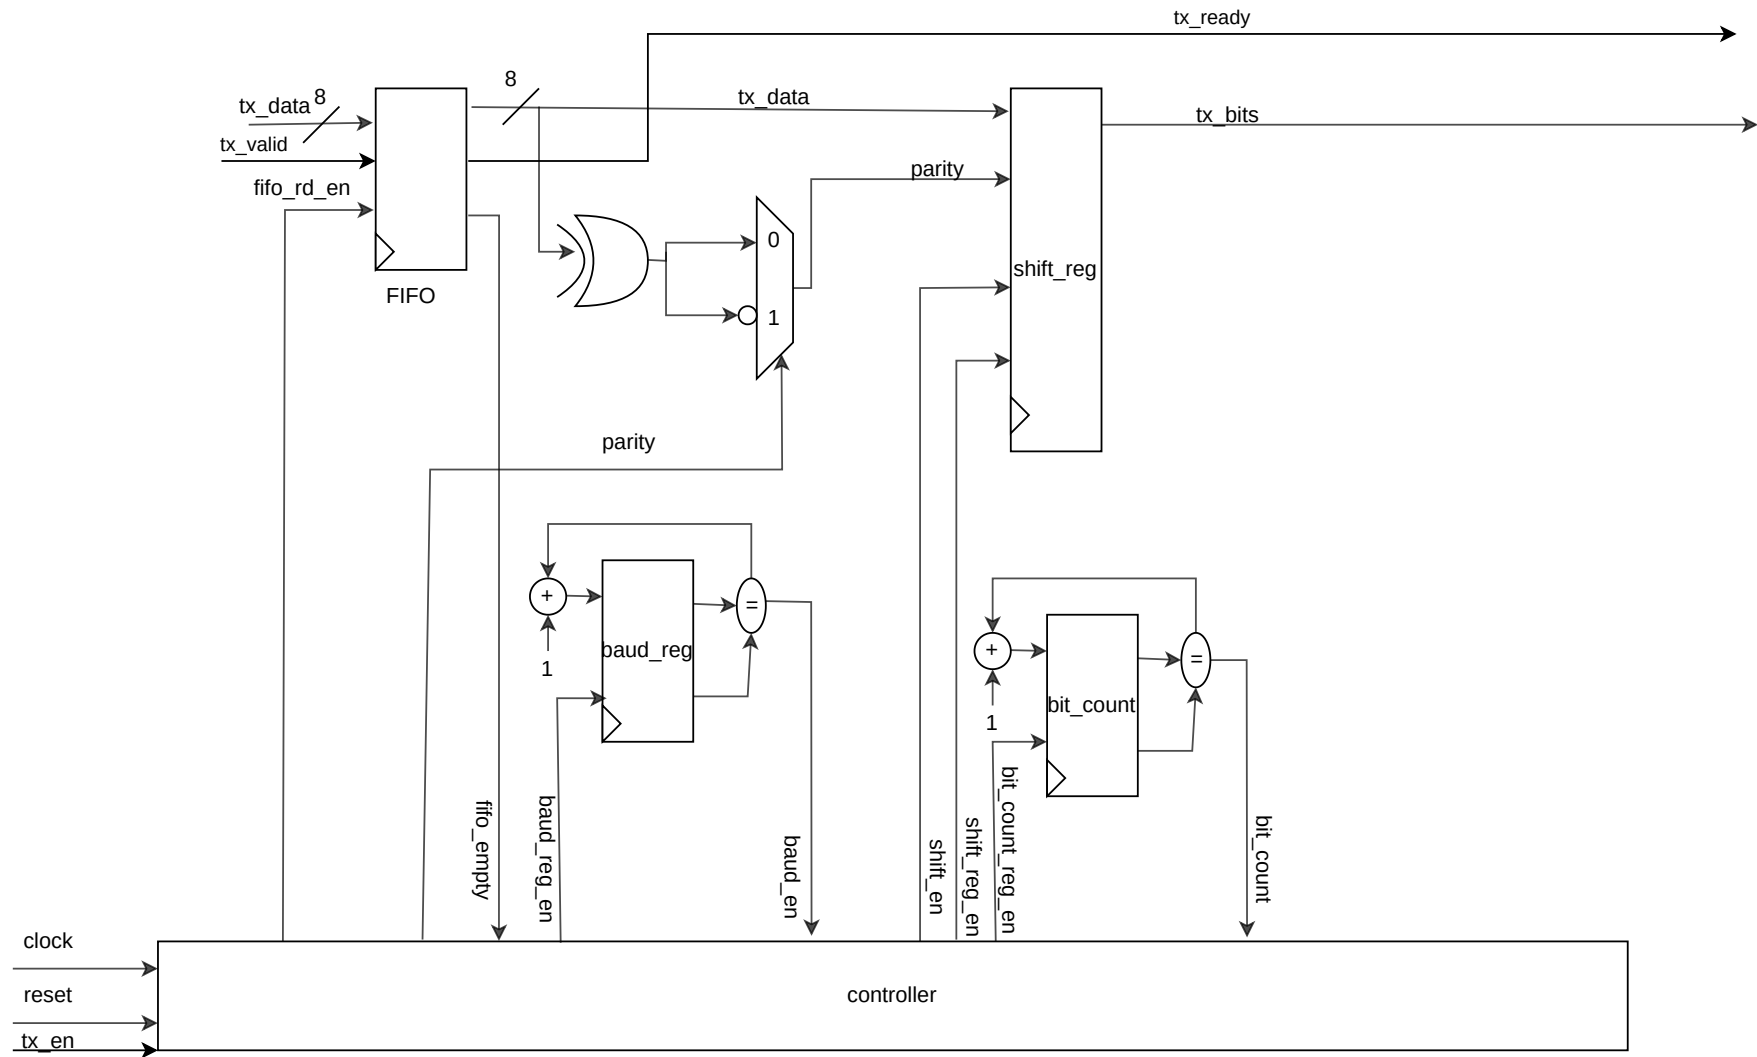 tx_ready
8
tx_data
8
tx_data
tx_bits
tx_valid
parity
fifo_rd_en
0
shift_reg
FIFO
1
parity
+
=
baud_reg
1
+
=
bit_count
1
fifo_empty
baud_reg_en
baud_en
shift_en
shift_reg_en
bit_count_reg_en
bit_count
clock
reset
controller
tx_en